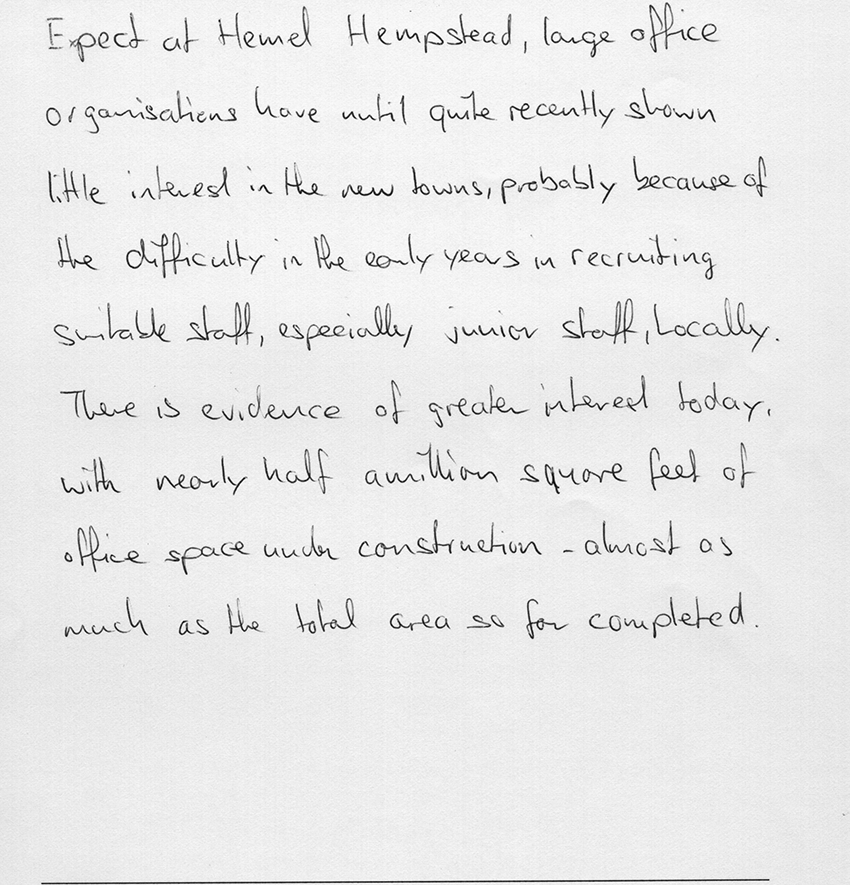 Expect at Hemel Hempstead, large office
organisations have until quite recently shown
little interest in the new towns, probably because of
the difficulty in the early years in recruiting
suitable staff, especially junior staff, Locally.
There is evidence of greater interest today,
with nearly half a million square feet of
office space under construction - almost as
much as the total area so far completed.